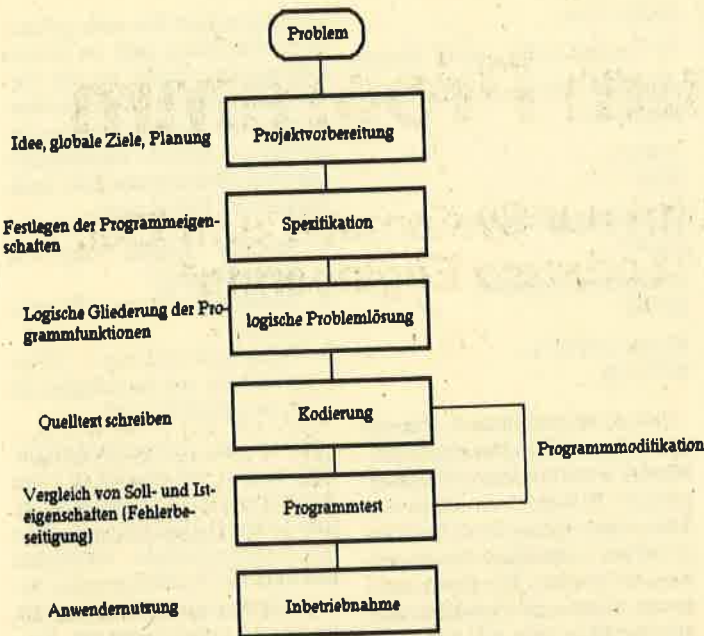 Problem
Idee, globale Ziele, Planung
Projektvorbereitung
Festlegen der Programmeigen-
schaften
Spezifikation
Logische Gliederung der Pro-
grammfunktionen
logische Problemlösung
Quelltext schreiben
Kodierung
Programmmodifikation
Vergleich von Soll- und Ist-
eigenschaften (Fehlerbe-
seitigung)
Programmtest
Anwendernutzung
Inbetriebnahme